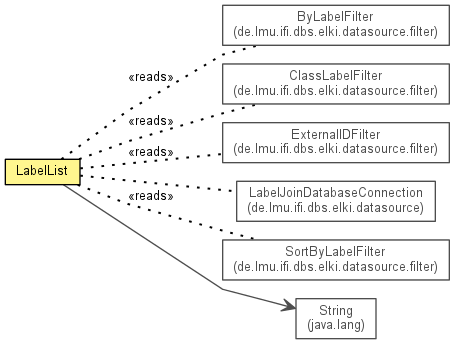 ByLabelFilter
(de.lmu.ifi.dbs.elki.datasource.filter)
«reads»
ClassLabelFilter
(de.lmu.ifi.dbs.elki.datasource.filter)
«reads»
ExternalIDFilter
(de.lmu.ifi.dbs.elki.datasource.filter)
«reads»
LabelList
LabelJoinDatabaseConnection
(de.lmu.ifi.dbs.elki.datasource)
«reads»
SortByLabelFilter
(de.lmu.ifi.dbs.elki.datasource.filter)
String
(java.lang)